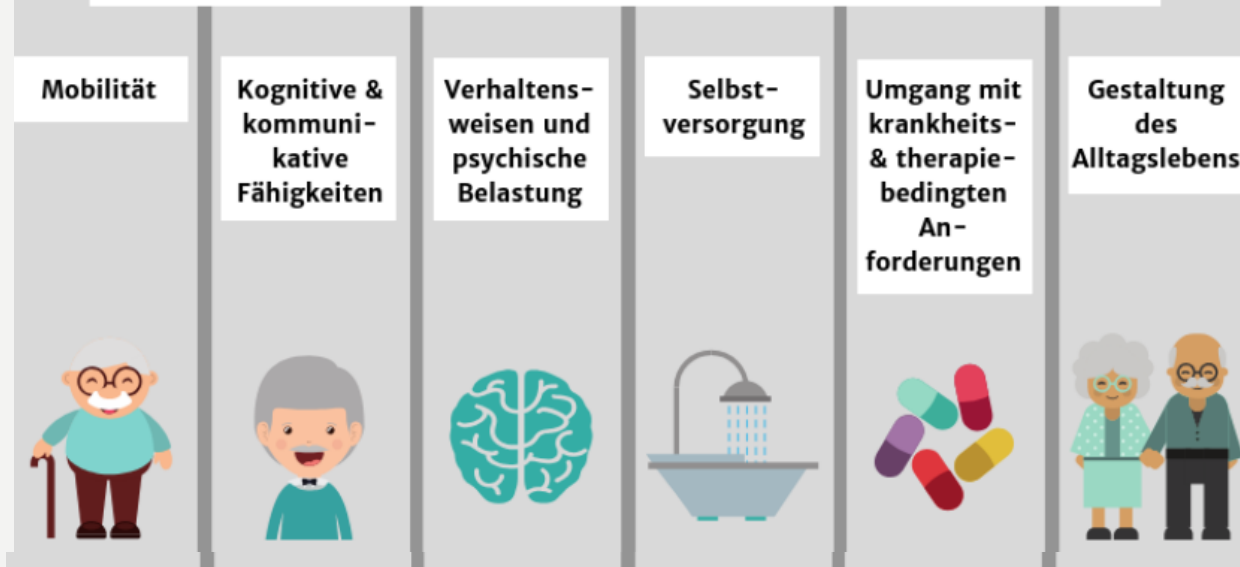 Mobilität
Kognitive &
kommuni-
kative
Fähigkeiten
Verhaltens-
weisen und
psychische
Belastung
Selbst-
versorgung
Umgang mit
krankheits-
& therapie-
bedingten
An-
forderungen
Gestaltung
des
Alltagslebens